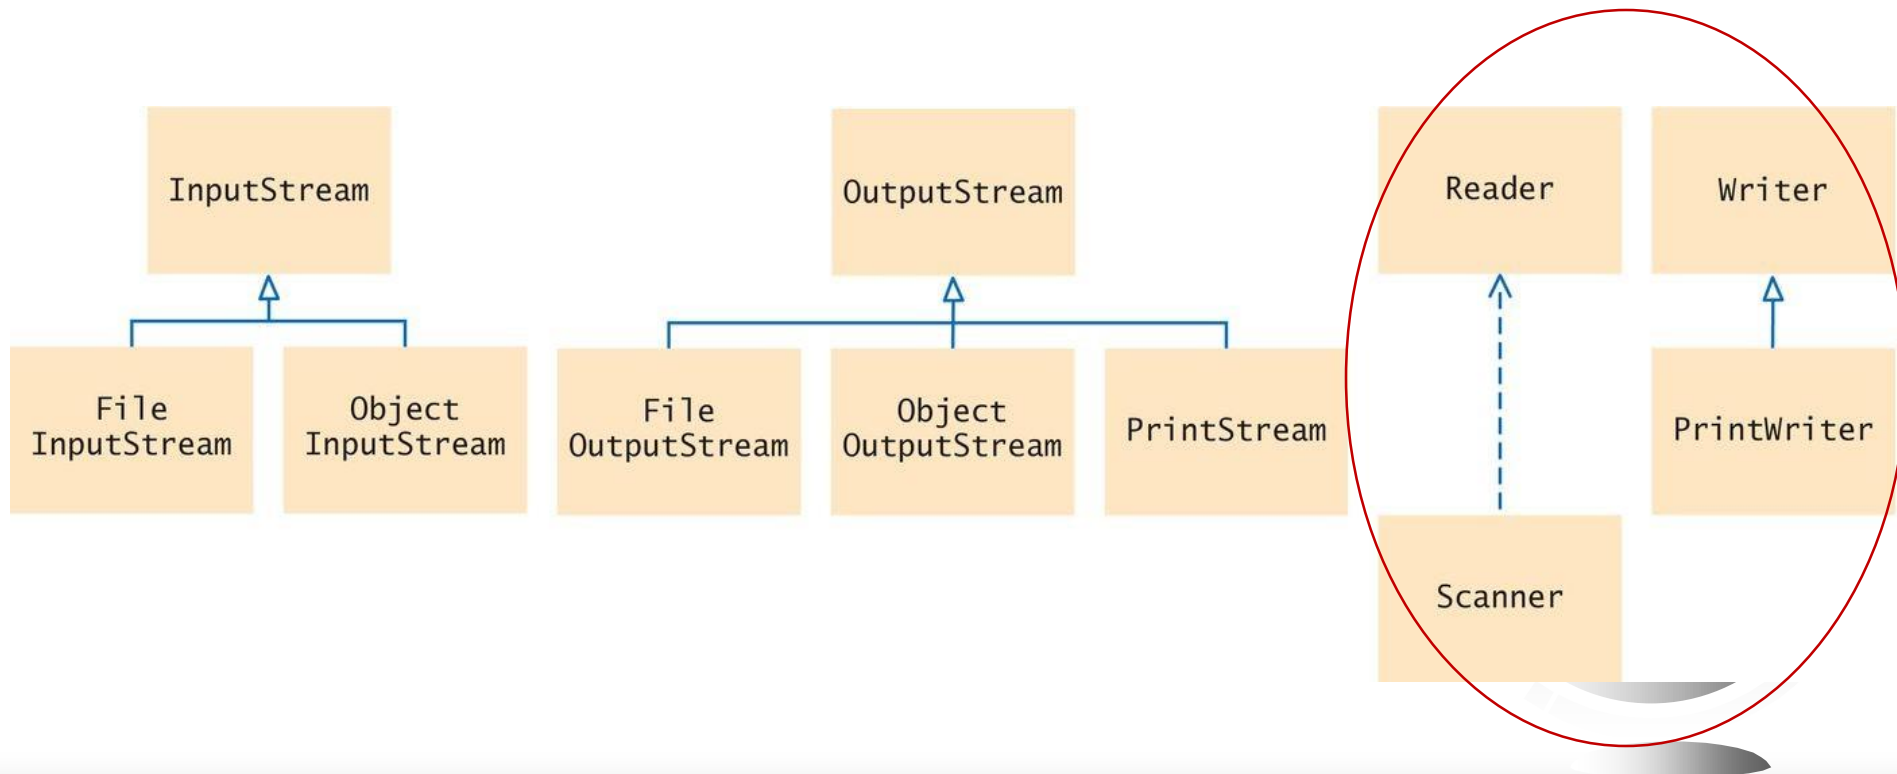 InputStream
OutputStream
Reader
Writer
File
InputStream
Object
InputStream
File
OutputStream
Object
OutputStream
PrintStream
PrintWriter
Scanner